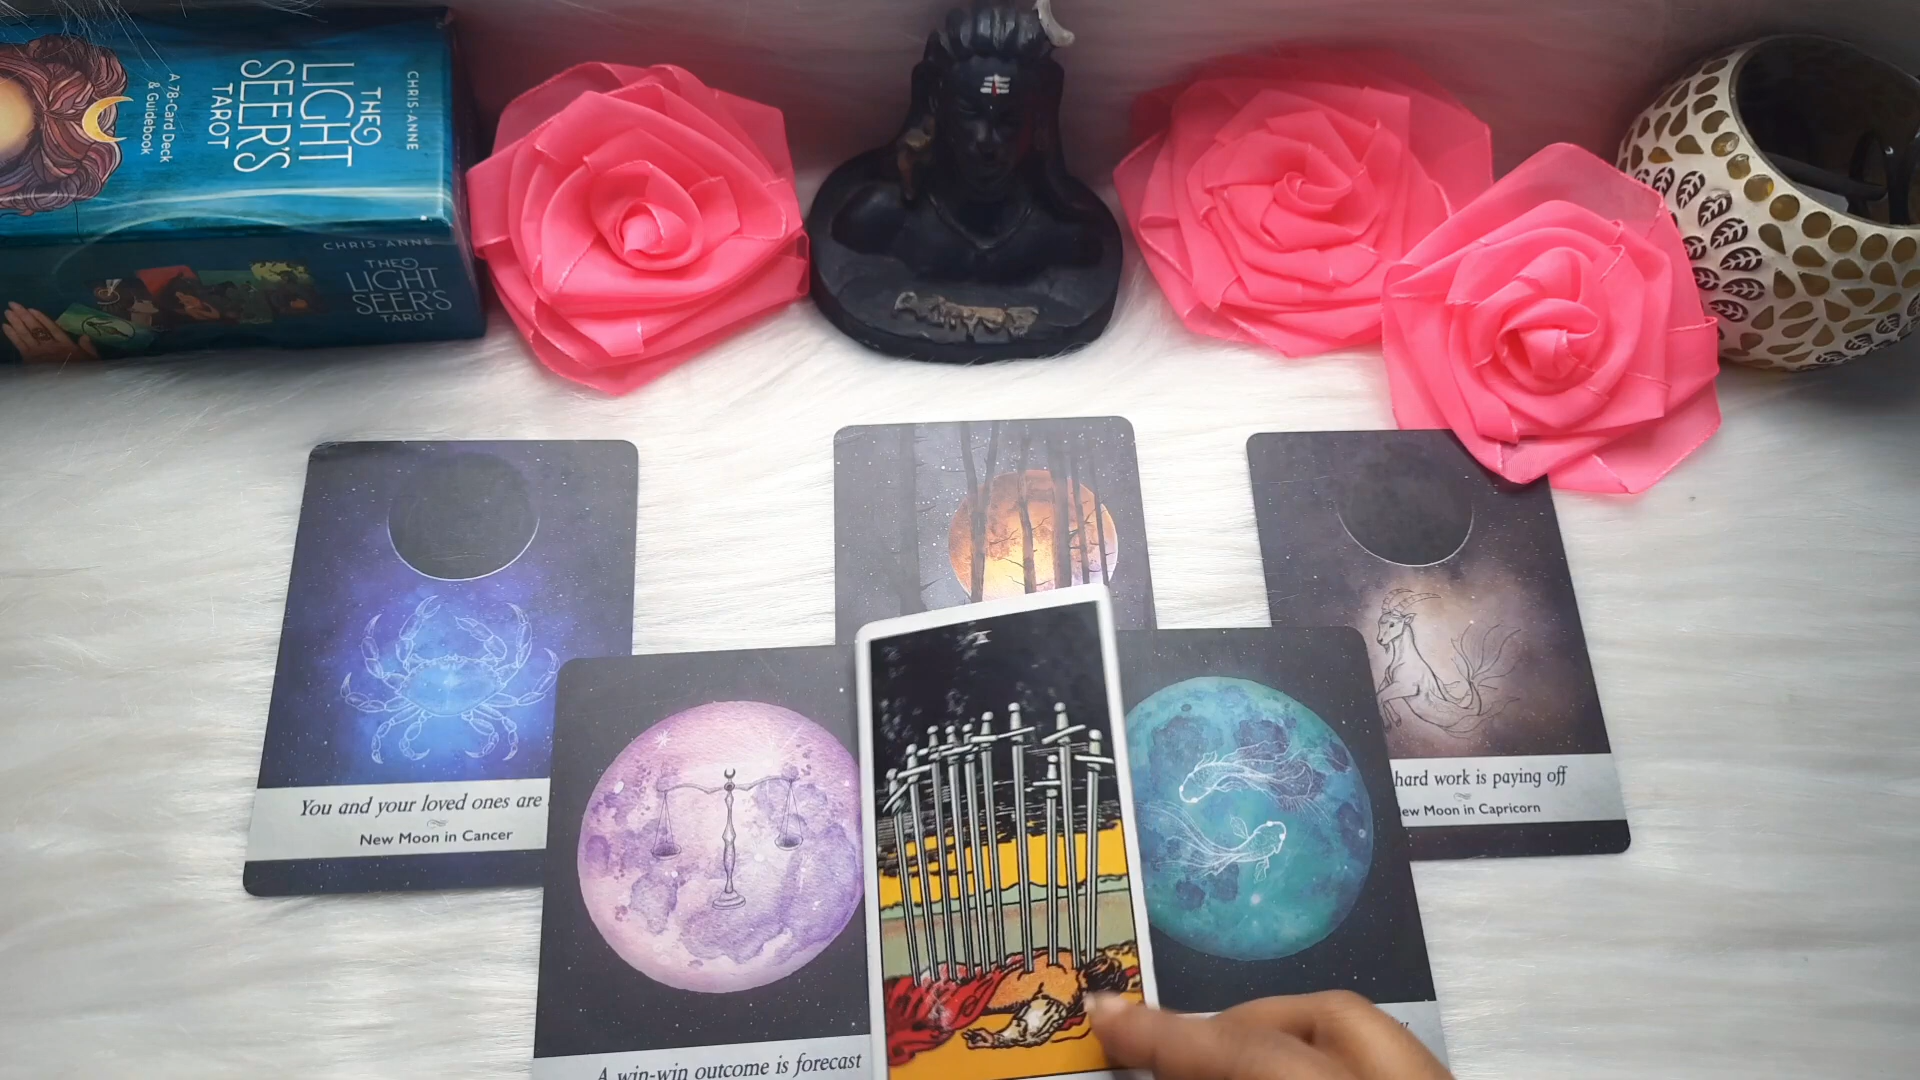 CHRIS-ANNE
THE
LIGHT
SEER'S
TAROT
A 78-Card Deck
& Guidebook
CHRIS-ANNE
THE
LIGHT
SEER'S
TAROT
X
You and your loved ones are
New Moon in Cancer
hard work is paying off
ew Moon in Capricorn
A win-win outcome is forecast